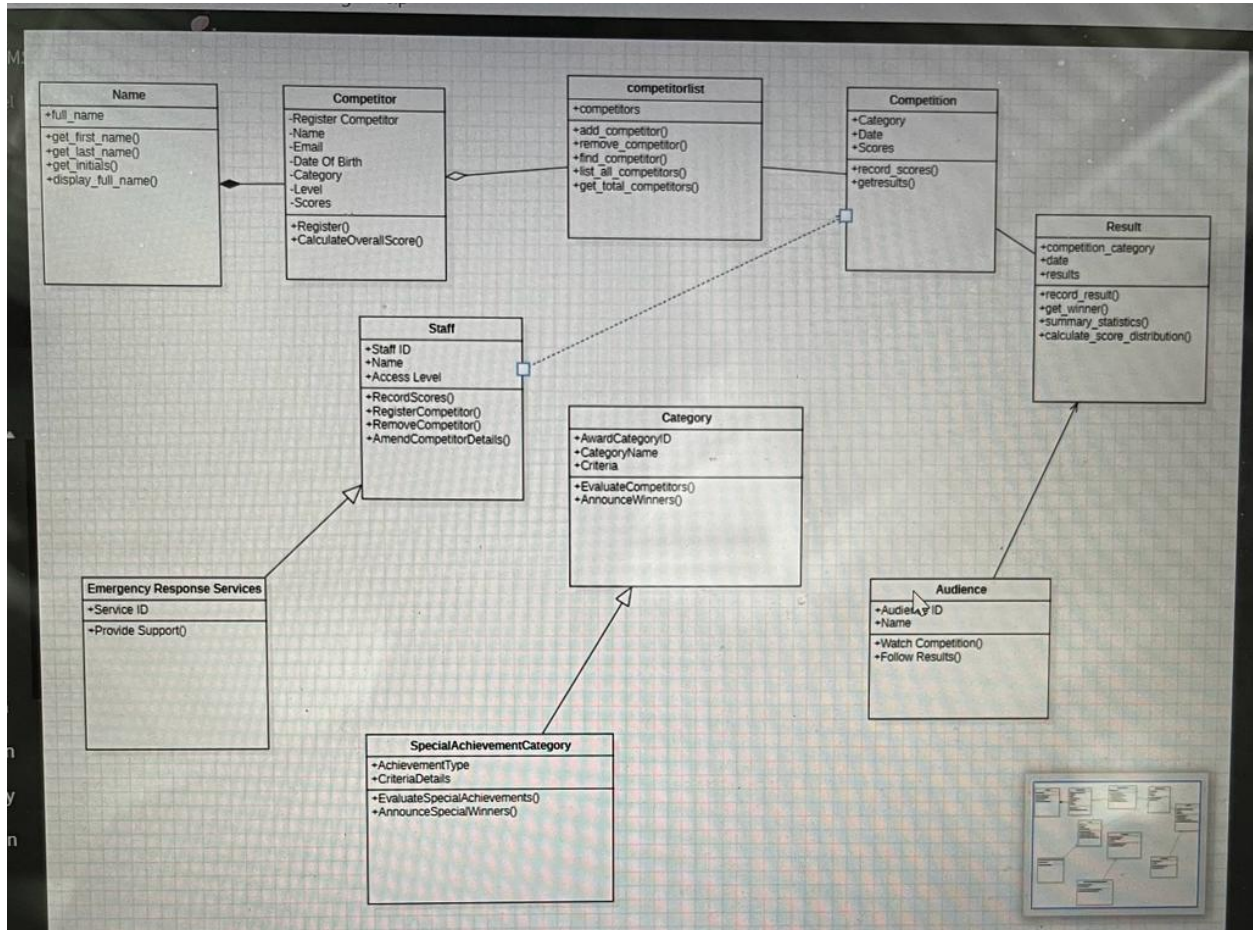 Name
+full_name
+get_first_name()
+get_last_name()
+get_initials()
+display_full_name()
Competitor
-Register Competitor
-Name
-Email
-Date Of Birth
-Category
-Level
-Scores
+Register()
+CalculateOverallScore()
competitorlist
+competitors
+add_competitor()
+remove_competitor()
+find_competitor()
+list_all_competitors()
+get_total_competitors()
Competition
+Category
+Date
+Scores
+record_scores()
+getresults()
Result
+competition_category
+date
+results
+record_result()
+get_winner()
+summary_statistics()
+calculate_score_distribution()
Staff
+Staff ID
+Name
+Access Level
+RecordScores()
+RegisterCompetitor()
+RemoveCompetitor()
+AmendCompetitorDetails()
Category
+AwardCategoryID
+CategoryName
+Criteria
+EvaluateCompetitors()
+AnnounceWinners()
Emergency Response Services
+Service ID
+Provide Support()
Audience
ID
+Name
+Watch Competition()
+Follow Results()
SpecialAchievementCategory
+AchievementType
+CriteriaDetails
+EvaluateSpecialAchievements()
+AnnounceSpecialWinners()